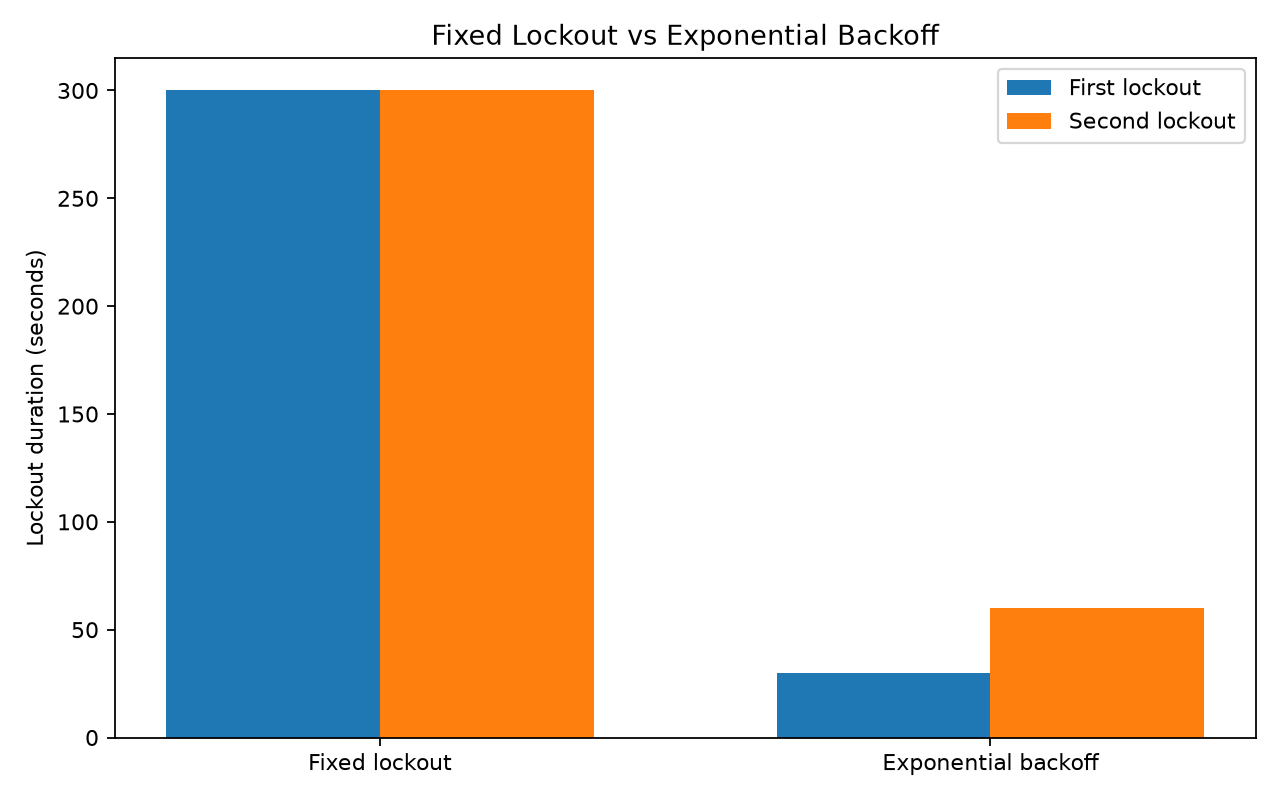 Fixed Lockout vs Exponential Backoff
First lockout
Second lockout
Lockout duration (seconds)
300
250
200
150
100
50
0
Fixed lockout
Exponential backoff